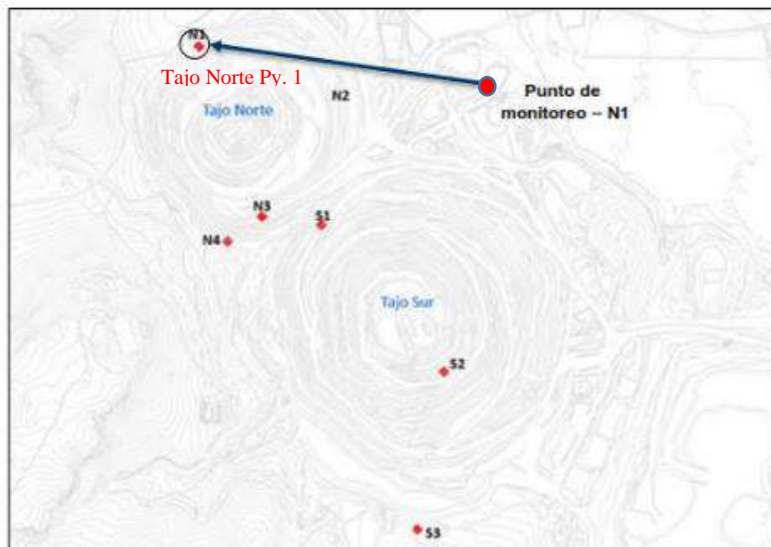 N1
Tajo Norte Py. 1
N2
Punto de
monitoreo – N1
Tajo Norte
N3
S1
N4
Tajo Sur
S2
S3